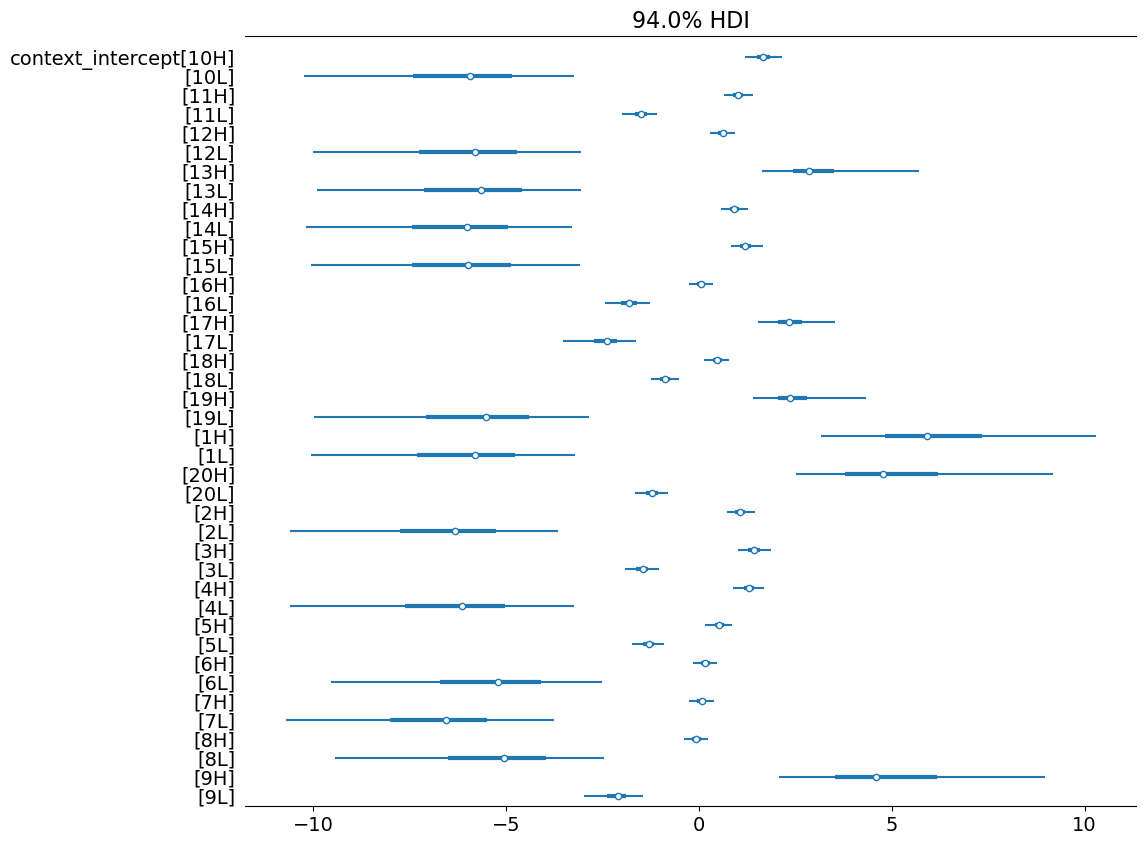 94.0% HDI
context_intercept[10H]
[10L]
[11H]
[11L]
[12H]
[12L]
[13H]
[13L]
[14H]
[14L]
[15H]
[15L]
[16H]
[16L]
[17H]
[17L]
[18H]
[18L]
[19H]
[19L]
[1H]
[1L]
[20H]
[20L]
[2H]
[2L]
[3H]
[3L]
[4H]
[4L]
[5H]
[5L]
[6H]
[6L]
[7H]
[7L]
[8H]
[8L]
[9H]
[9L]
−10 −5 0 5 10